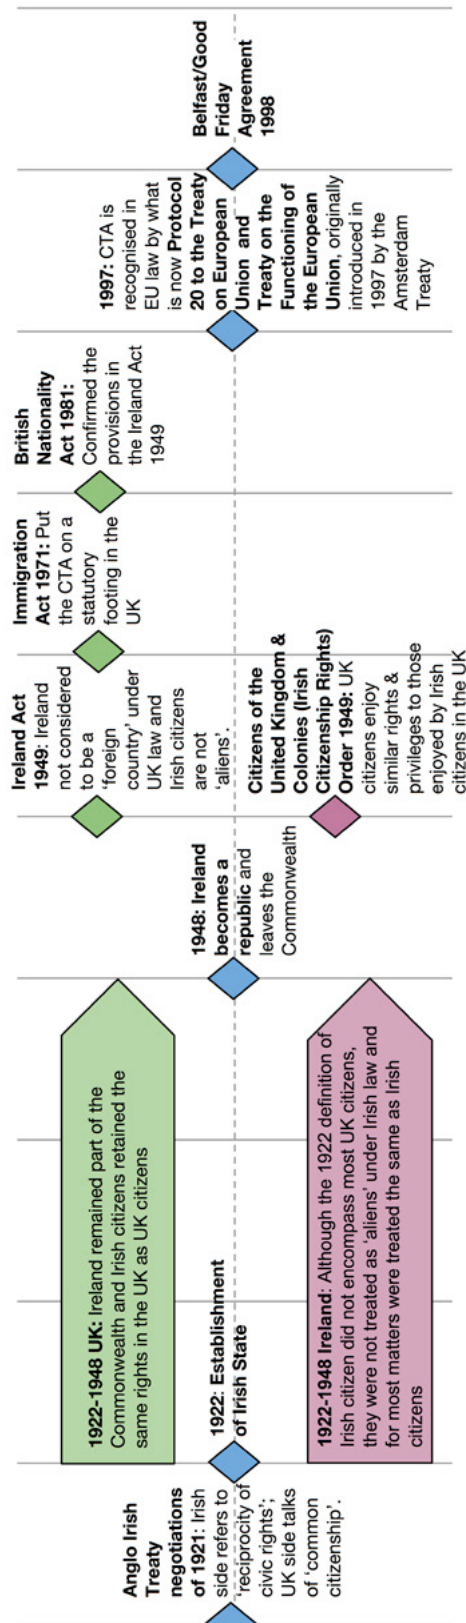 Anglo Irish
Treaty
negotiations
of 1921: Irish
side refers to
'reciprocity of
civic rights';
UK side talks
of 'common
citizenship'.
1922-1948 UK: Ireland remained part of the
Commonwealth and Irish citizens retained the
same rights in the UK as UK citizens
1922: Establishment
of Irish State
1922-1948 Ireland: Although the 1922 definition of
Irish citizen did not encompass most UK citizens,
they were not treated as 'aliens' under Irish law and
for most matters were treated the same as Irish
citizens
1948: Ireland
becomes a
republic and
leaves the
Commonwealth
Ireland Act
1949: Ireland
not considered
to be a
'foreign
country' under
UK law and
Irish citizens
are not
'aliens'.
Citizens of the
United Kingdom &
Colonies (Irish
Citizenship Rights)
Order 1949: UK
citizens enjoy
similar rights &
privileges to those
enjoyed by Irish
citizens in the UK
Immigration
Act 1971: Put
the CTA on a
statutory
footing in the
UK
British
Nationality
Act 1981:
Confirmed the
provisions in
the Ireland Act
1949
1997: CTA is
recognised in
EU law by what
is now Protocol
20 to the Treaty
on European
Union and
Treaty on the
Functioning of
the European
Union, originally
introduced in
1997 by the
Amsterdam
Treaty
Belfast/Good
Friday
Agreement
1998